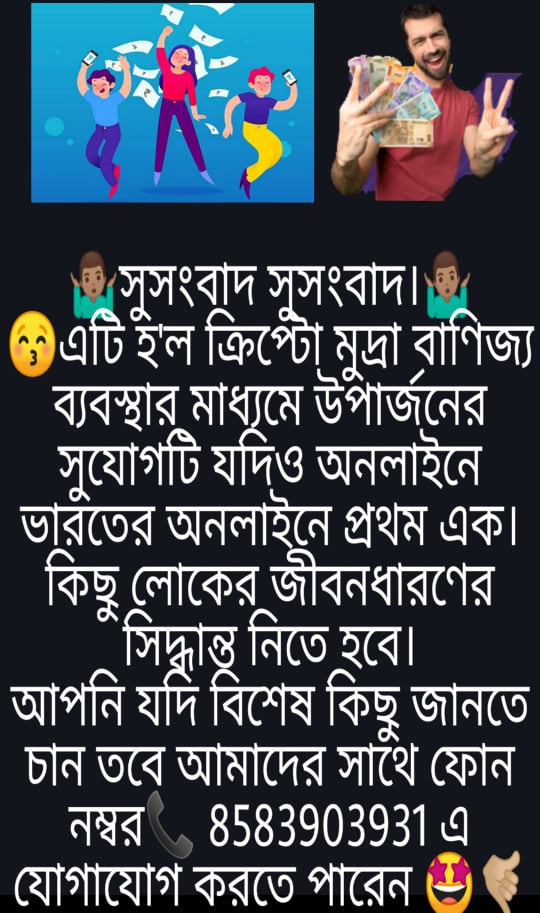 🤷🏽‍♂️সুসংবাদ সুসংবাদ।🤷🏽‍♂️
😚এটি হ'ল ক্রিপ্টো মুদ্রা বাণিজ্য
ব্যবস্থার মাধ্যমে উপার্জনের
সুযোগটি যদিও অনলাইনে
ভারতের অনলাইনে প্রথম এক।
কিছু লোকের জীবনধারণের
সিদ্ধান্ত নিতে হবে।
আপনি যদি বিশেষ কিছু জানতে
চান তবে আমাদের সাথে ফোন
নম্বর📞 8583903931 এ
যোগাযোগ করতে পারেন 🤩🤙🏼